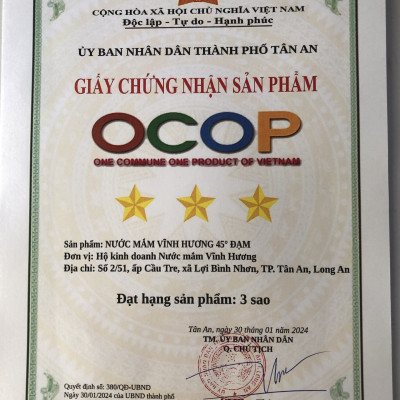 CỘNG HÒA XÃ HỘI CHỦ NGHĨA VIỆT NAM
Độc lập - Tự do - Hạnh phúc
ỦY BAN NHÂN DÂN THÀNH PHỐ TÂN AN
GIẤY CHỨNG NHẬN SẢN PHẨM
OCOP
ONE COMMUNE ONE PRODUCT OF VIETNAM
Sản phẩm: NƯỚC MẮM VĨNH HƯƠNG 45° ĐẠM
Đơn vị: Hộ kinh doanh Nước mắm Vĩnh Hương
Địa chỉ: Số 2/51, ấp Cầu Tre, xã Lợi Bình Nhơn, TP. Tân An, Long An
Đạt hạng sản phẩm: 3 sao
Tân An, ngày 30 tháng 01 năm 2024
TM. ỦY BAN NHÂN DÂN
Q. CHỦ TỊCH
Quyết định số: 380/QĐ-UBND
Ngày 30/01/2024 của UBND thành phố